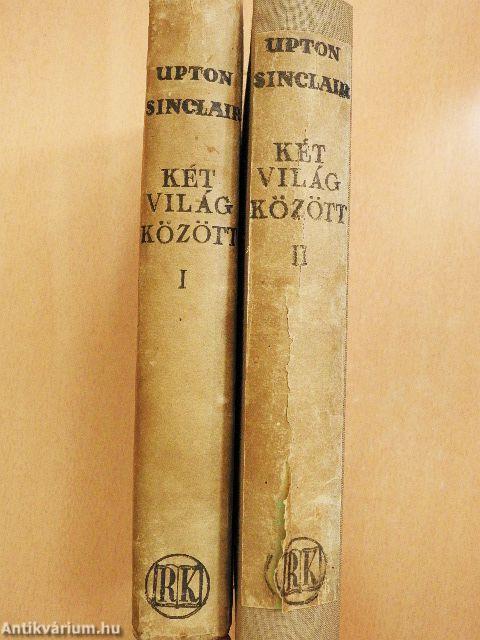 UPTON
SINCLAIR
KÉT
VILÁG
KÖZÖTT
I
RK
UPTON
SINCLAIR
KÉT
VILÁG
KÖZÖTT
II
RK
Antikvárium.hu